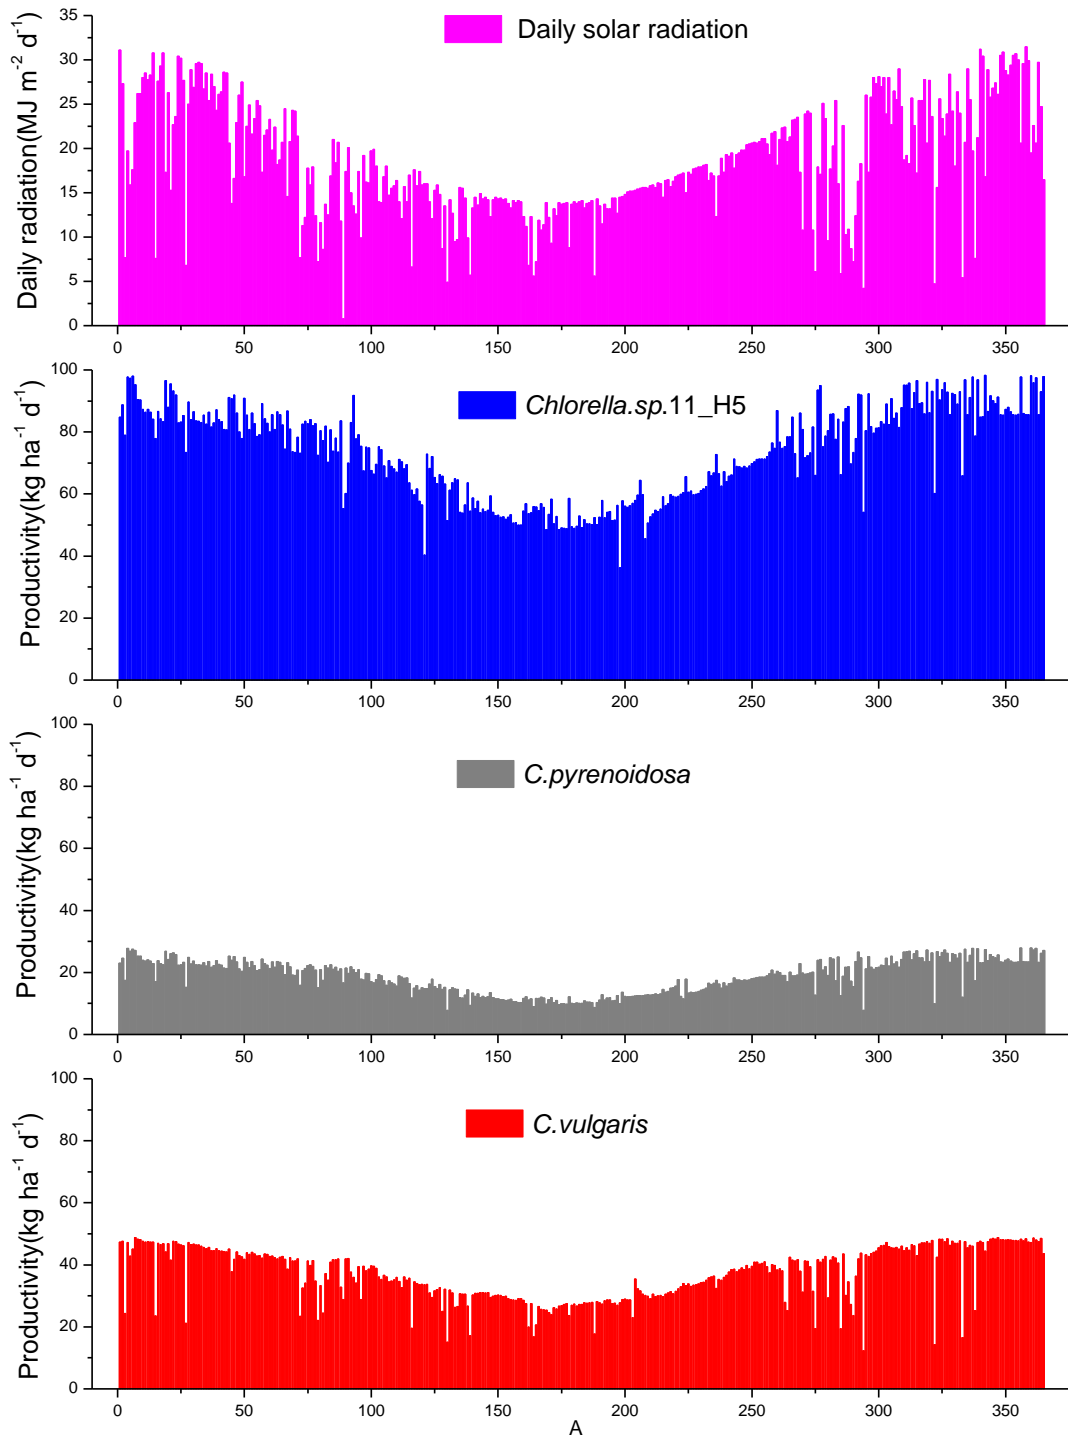 Daily solar radiation
Daily radiation(MJ m⁻² d⁻¹)
35
30
25
20
15
10
5
0
0 50 100 150 200 250 300 350
Chlorella.sp.11_H5
Productivity(kg ha⁻¹ d⁻¹)
100
80
60
40
20
0
0 50 100 150 200 250 300 350
C.pyrenoidosa
Productivity(kg ha⁻¹ d⁻¹)
100
80
60
40
20
0
0 50 100 150 200 250 300 350
C.vulgaris
Productivity(kg ha⁻¹ d⁻¹)
100
80
60
40
20
0
0 50 100 150 200 250 300 350
A